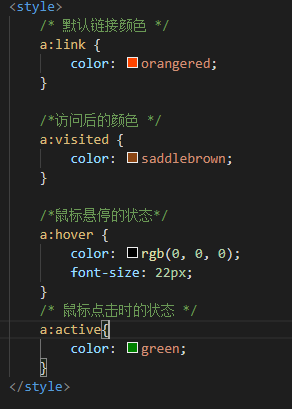 <style>
/* 默认链接颜色 */
a:link {
color: orangered;
}
/*访问后的颜色 */
a:visited {
color: saddlebrown;
}
/*鼠标悬停的状态*/
a:hover {
color: rgb(0, 0, 0);
font-size: 22px;
}
/* 鼠标点击时的状态 */
a:active{
color: green;
}
</style>